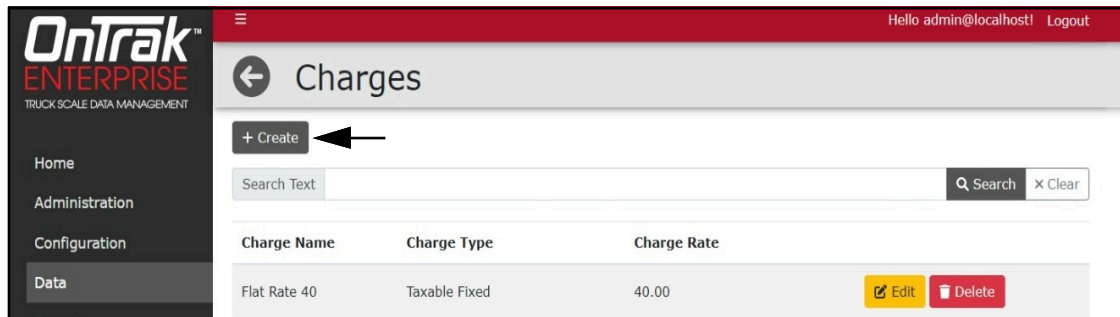 OnTrak™
ENTERPRISE
TRUCK SCALE DATA MANAGEMENT
Home
Administration
Configuration
Data
☰ Hello admin@localhost! Logout
Charges
+ Create
Search Text Search × Clear
Charge Name Charge Type Charge Rate
Flat Rate 40 Taxable Fixed 40.00 Edit Delete